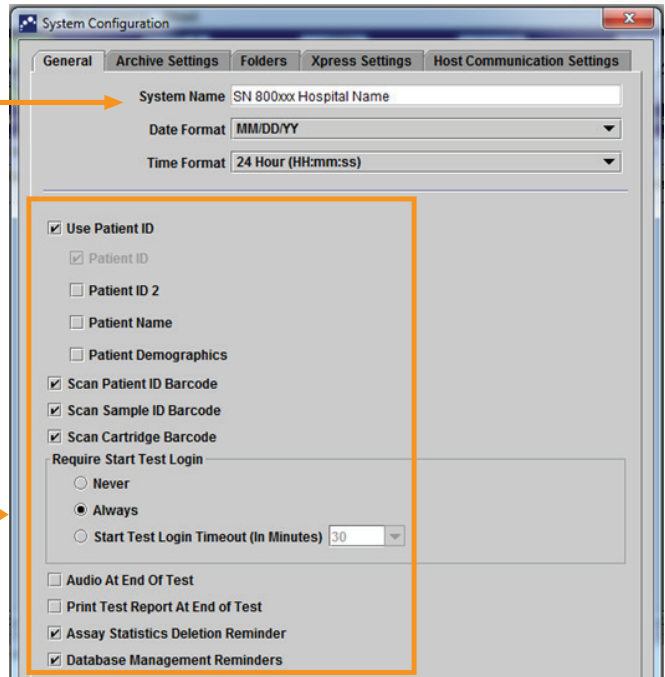 System Configuration
General Archive Settings Folders Xpress Settings Host Communication Settings
System Name SN 800xxx Hospital Name
Date Format MM/DD/YY
Time Format 24 Hour (HH:mm:ss)
Use Patient ID
Patient ID
Patient ID 2
Patient Name
Patient Demographics
Scan Patient ID Barcode
Scan Sample ID Barcode
Scan Cartridge Barcode
Require Start Test Login
Never
Always
Start Test Login Timeout (In Minutes) 30
Audio At End Of Test
Print Test Report At End of Test
Assay Statistics Deletion Reminder
Database Management Reminders